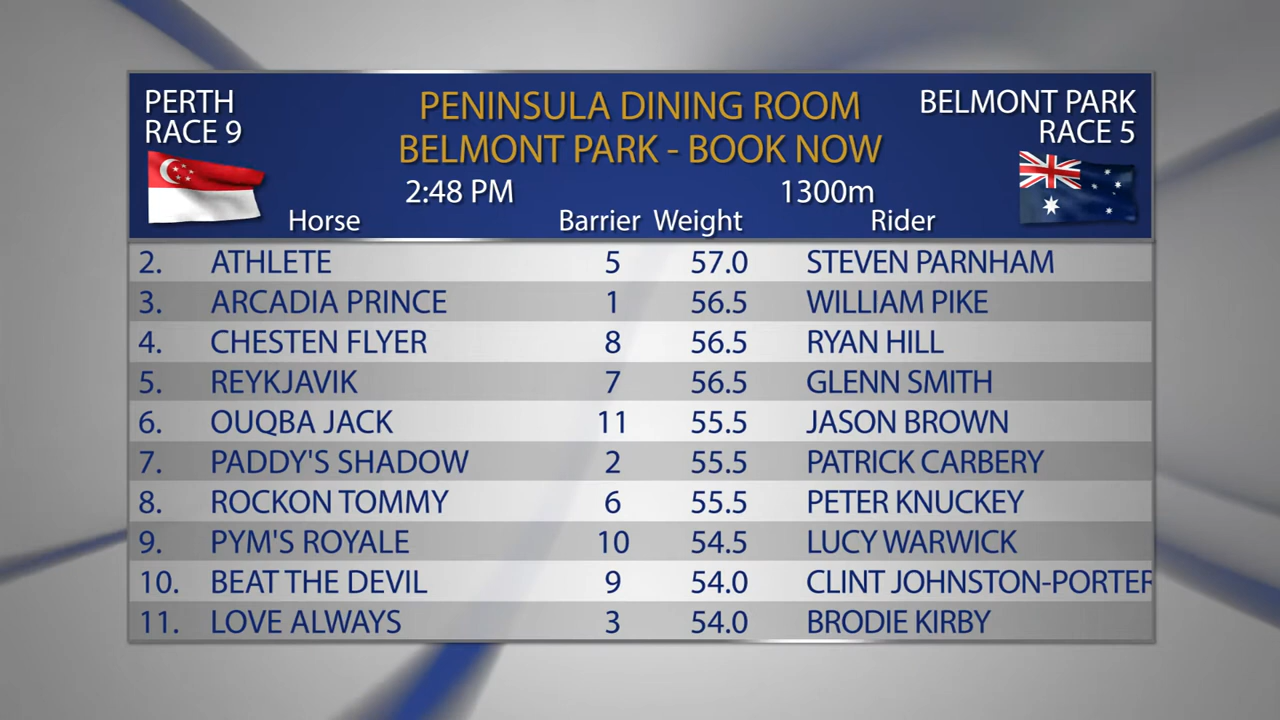 PERTH
RACE 9
PENINSULA DINING ROOM
BELMONT PARK - BOOK NOW
BELMONT PARK
RACE 5
2:48 PM 1300m
Horse Barrier Weight Rider
2. ATHLETE 5 57.0 STEVEN PARNHAM
3. ARCADIA PRINCE 1 56.5 WILLIAM PIKE
4. CHESTEN FLYER 8 56.5 RYAN HILL
5. REYKJAVIK 7 56.5 GLENN SMITH
6. OUQBA JACK 11 55.5 JASON BROWN
7. PADDY'S SHADOW 2 55.5 PATRICK CARBERY
8. ROCKON TOMMY 6 55.5 PETER KNUCKEY
9. PYM'S ROYALE 10 54.5 LUCY WARWICK
10. BEAT THE DEVIL 9 54.0 CLINT JOHNSTON-PORTER
11. LOVE ALWAYS 3 54.0 BRODIE KIRBY